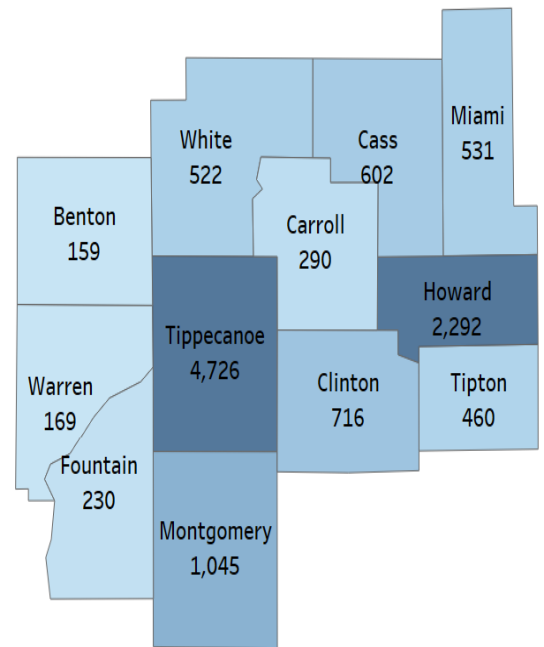 Miami
531
White
522
Cass
602
Benton
159
Carroll
290
Howard
2,292
Tippecanoe
4,726
Warren
169
Clinton
716
Tipton
460
Fountain
230
Montgomery
1,045